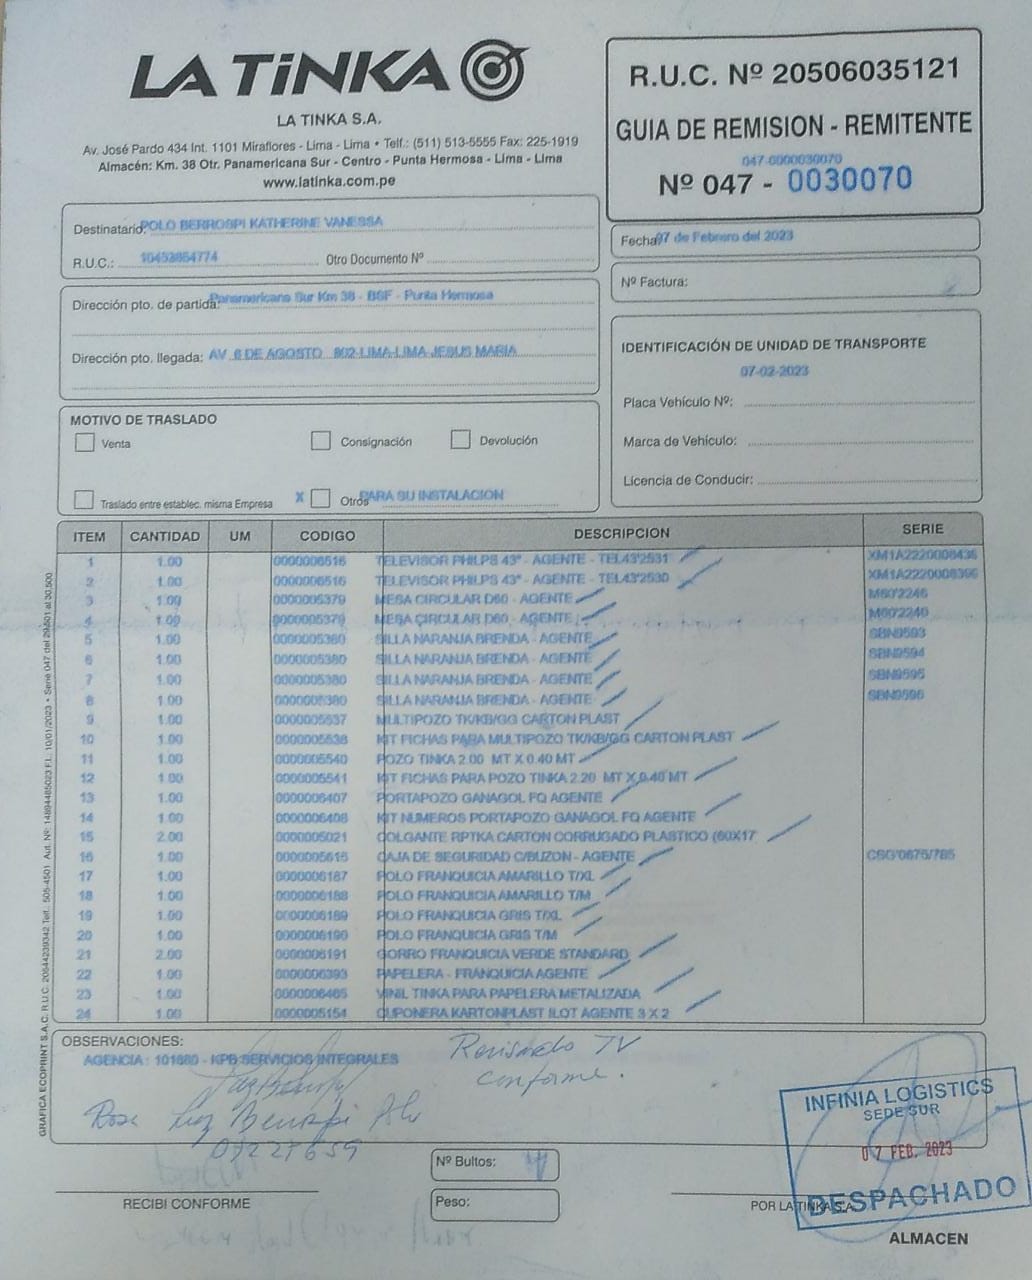 LA TiNKA
LA TINKA S.A.
Av. José Pardo 434 Int. 1101 Miraflores - Lima - Lima • Telf.: (511) 513-5555 Fax: 225-1919
Almacén: Km. 38 Otr. Panamericana Sur - Centro - Punta Hermosa - Lima - Lima
www.latinka.com.pe
R.U.C. Nº 20506035121
GUIA DE REMISION - REMITENTE
047-0000030070
Nº 047 - 0030070
Destinatario: POLO BERROSPI KATHERINE VANESSA
R.U.C.: 10453854774 Otro Documento Nº
Fecha 07 de Febrero del 2023
Nº Factura:
Dirección pto. de partida: Panamericana Sur Km 38 - BSF - Punta Hermosa
Dirección pto. llegada: AV 6 DE AGOSTO 802-LIMA-LIMA-JESUS MARIA
IDENTIFICACIÓN DE UNIDAD DE TRANSPORTE
07-02-2023
Placa Vehículo Nº:
Marca de Vehículo:
Licencia de Conducir:
MOTIVO DE TRASLADO
Venta Consignación Devolución
Traslado entre establec. misma Empresa X Otros PARA SU INSTALACION
ITEM CANTIDAD UM CODIGO DESCRIPCION SERIE
1 1.00 0000006516 TELEVISOR PHILPS 43" - AGENTE - TEL43'2531 XM1A2220008436
2 1.00 0000006516 TELEVISOR PHILPS 43" - AGENTE - TEL43'2530 XM1A2220008396
3 1.00 0000005379 MESA CIRCULAR D60 - AGENTE M60'2246
4 1.00 0000005379 MESA CIRCULAR D60 - AGENTE M60'2240
5 1.00 0000005380 SILLA NARANJA BRENDA - AGENTE SBN9593
6 1.00 0000005380 SILLA NARANJA BRENDA - AGENTE SBN9594
7 1.00 0000005380 SILLA NARANJA BRENDA - AGENTE SBN9595
8 1.00 0000005380 SILLA NARANJA BRENDA - AGENTE SBN9596
9 1.00 0000005537 MULTIPOZO TK/KB/GG CARTON PLAST
10 1.00 0000005538 KIT FICHAS PARA MULTIPOZO TK/KB/GG CARTON PLAST
11 1.00 0000005540 POZO TINKA 2.00 MT X 0.40 MT
12 1.00 0000005541 KIT FICHAS PARA POZO TINKA 2.20 MT X 0.40 MT
13 1.00 0000006407 PORTAPOZO GANAGOL FQ AGENTE
14 1.00 0000006408 KIT NUMEROS PORTAPOZO GANAGOL FQ AGENTE
15 2.00 0000005021 COLGANTE RPTKA CARTON CORRUGADO PLASTICO (60X17
16 1.00 0000005615 CAJA DE SEGURIDAD C/BUZON - AGENTE CSG'0675/785
17 1.00 0000006187 POLO FRANQUICIA AMARILLO T/XL
18 1.00 0000006188 POLO FRANQUICIA AMARILLO T/M
19 1.00 0000006189 POLO FRANQUICIA GRIS T/XL
20 1.00 0000006190 POLO FRANQUICIA GRIS T/M
21 2.00 0000006191 GORRO FRANQUICIA VERDE STANDARD
22 1.00 0000006393 PAPELERA - FRANQUICIA AGENTE
23 1.00 0000006465 VINIL TINKA PARA PAPELERA METALIZADA
24 1.00 0000005154 CUPONERA KARTONPLAST ILOT AGENTE 3 X 2
OBSERVACIONES:
AGENCIA : 101680 - KPB SERVICIOS INTEGRALES
Revisado TV
conforme.
Rosa Luz Berrospi
INFINIA LOGISTICS
SEDE SUR
07 FEB. 2023
DESPACHADO
Nº Bultos:
Peso:
RECIBI CONFORME
POR LA TINKA S.A.
ALMACEN
GRAFICA ECOPRINT S.A.C. R.U.C. 20544239342 Telf.: 505-4501 Aut. Nº: 14894485023 F.I.: 10/01/2023 • Serie 047 del 29,501 al 30,500